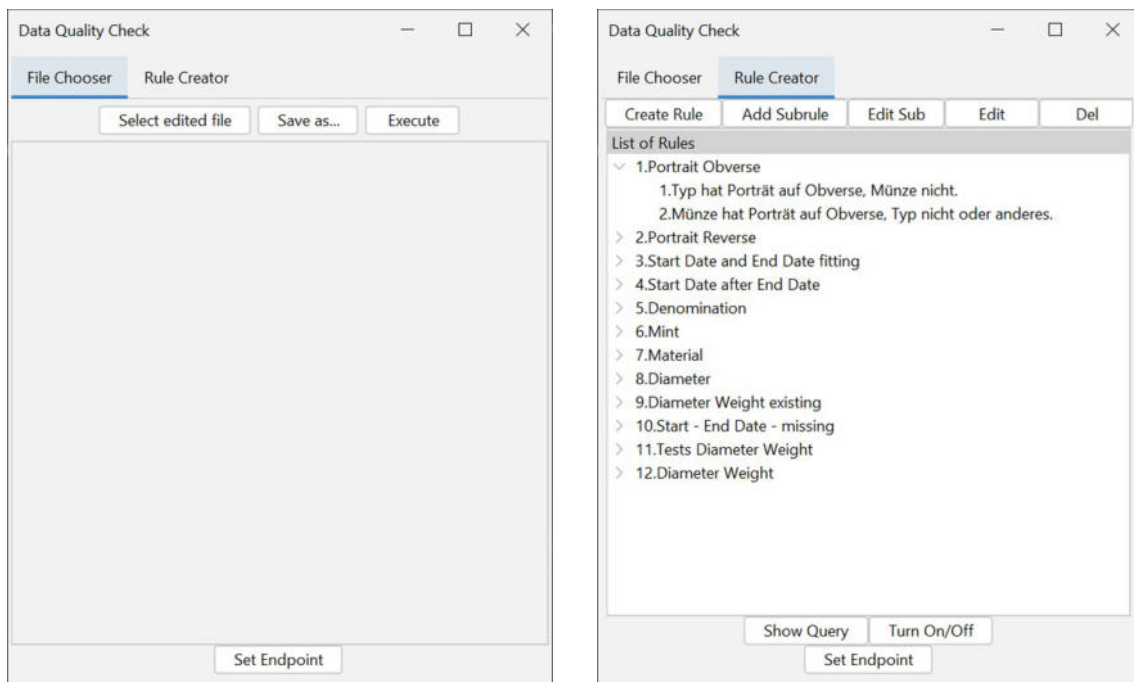 Data Quality Check
File Chooser Rule Creator
Select edited file Save as... Execute
Set Endpoint
Data Quality Check
File Chooser Rule Creator
Create Rule Add Subrule Edit Sub Edit Del
List of Rules
1.Portrait Obverse
1.Typ hat Porträt auf Obverse, Münze nicht.
2.Münze hat Porträt auf Obverse, Typ nicht oder anderes.
2.Portrait Reverse
3.Start Date and End Date fitting
4.Start Date after End Date
5.Denomination
6.Mint
7.Material
8.Diameter
9.Diameter Weight existing
10.Start - End Date - missing
11.Tests Diameter Weight
12.Diameter Weight
Show Query Turn On/Off
Set Endpoint